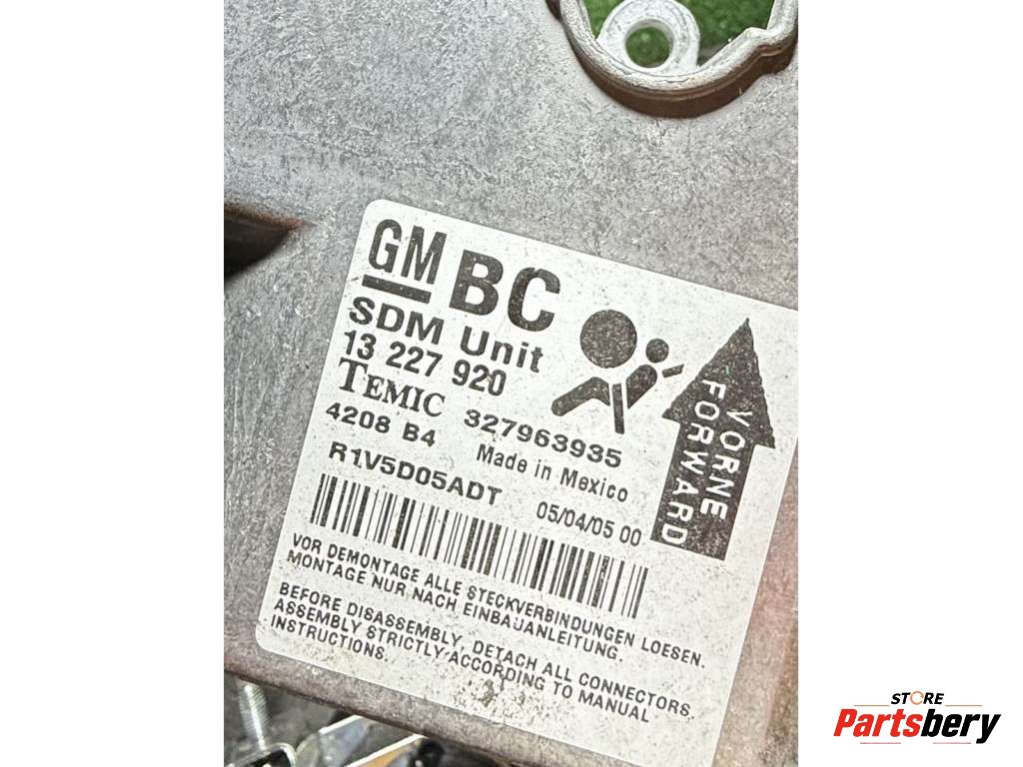 GM BC
SDM Unit
13 227 920
TEMIC 327963935
4208 B4 Made in Mexico
R1V5D05ADT 05/04/05 00
VORNE
FORWARD
VOR DEMONTAGE ALLE STECKVERBINDUNGEN LOESEN.
MONTAGE NUR NACH EINBAUANLEITUNG.
BEFORE DISASSEMBLY, DETACH ALL CONNECTORS.
ASSEMBLY STRICTLY ACCORDING TO MANUAL
INSTRUCTIONS.
STORE
Partsbery